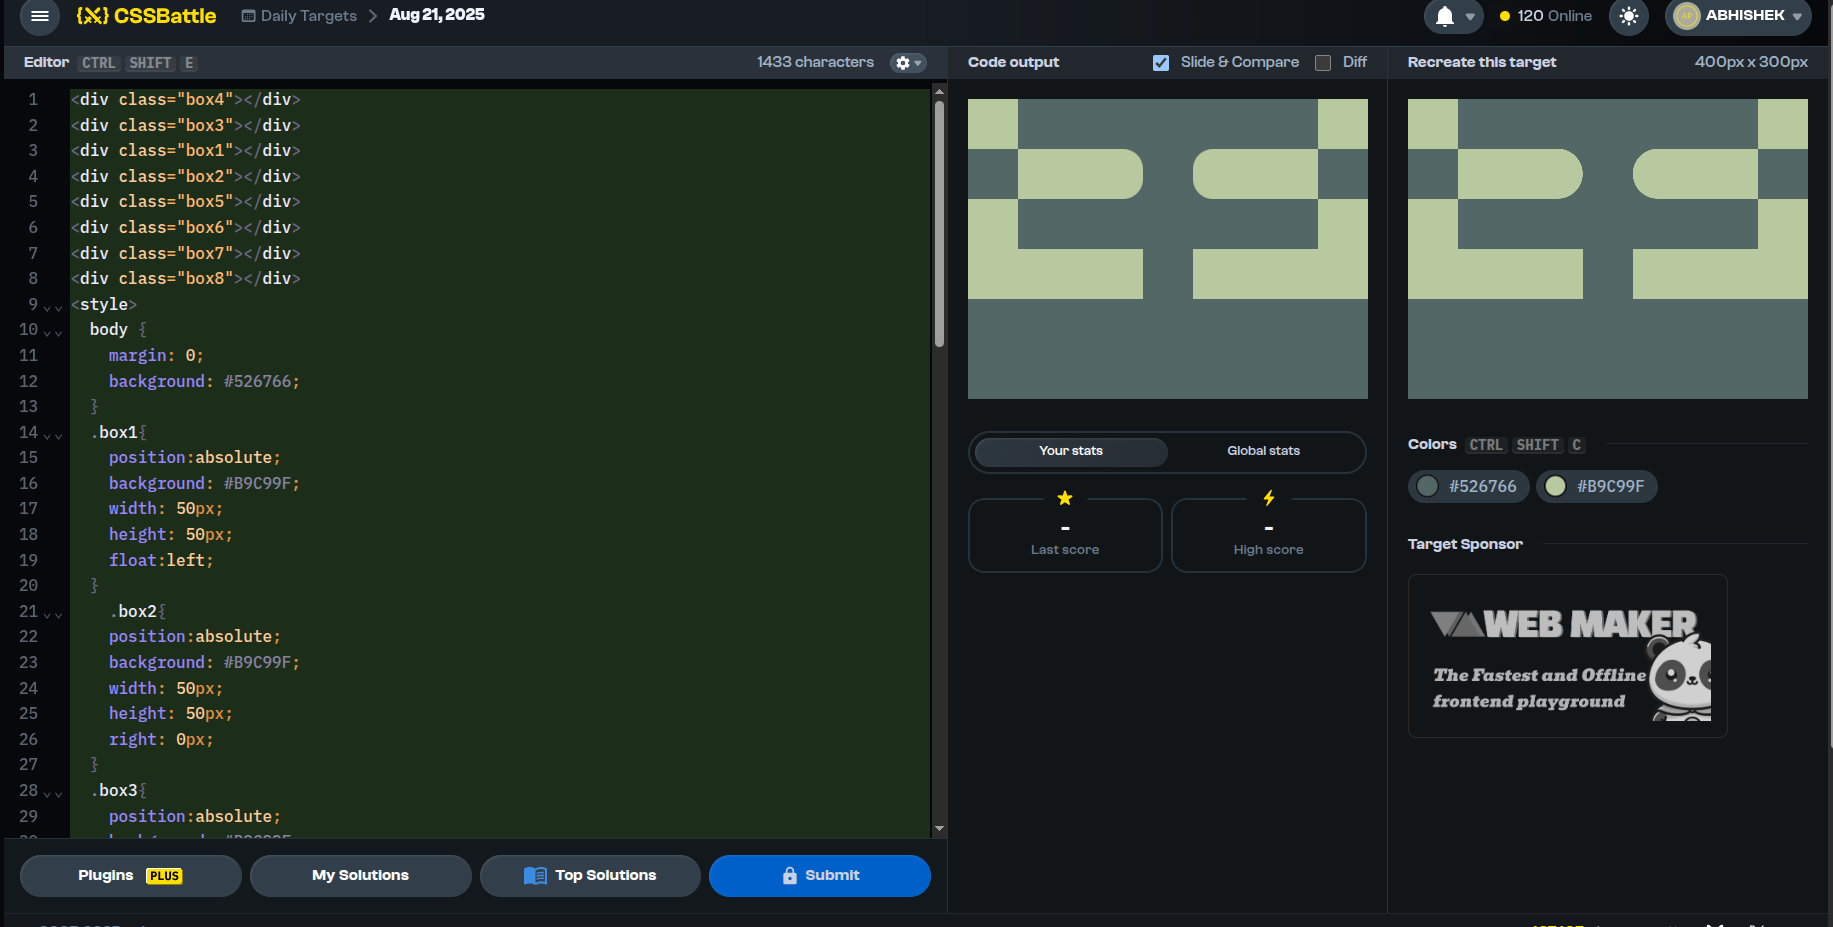 CSSBattle
Daily Targets
Aug 21, 2025
120 Online
AP
ABHISHEK
Editor CTRL SHIFT E
1433 characters
1 <div class="box4"></div>
2 <div class="box3"></div>
3 <div class="box1"></div>
4 <div class="box2"></div>
5 <div class="box5"></div>
6 <div class="box6"></div>
7 <div class="box7"></div>
8 <div class="box8"></div>
9 <style>
10 body {
11 margin: 0;
12 background: #526766;
13 }
14 .box1{
15 position:absolute;
16 background: #B9C99F;
17 width: 50px;
18 height: 50px;
19 float:left;
20 }
21 .box2{
22 position:absolute;
23 background: #B9C99F;
24 width: 50px;
25 height: 50px;
26 right: 0px;
27 }
28 .box3{
29 position:absolute;
Plugins PLUS
My Solutions
Top Solutions
Submit
Code output
Slide & Compare
Diff
Your stats
Global stats
-
Last score
-
High score
Recreate this target
400px x 300px
Colors CTRL SHIFT C
#526766
#B9C99F
Target Sponsor
WEB MAKER
The Fastest and Offline
frontend playground